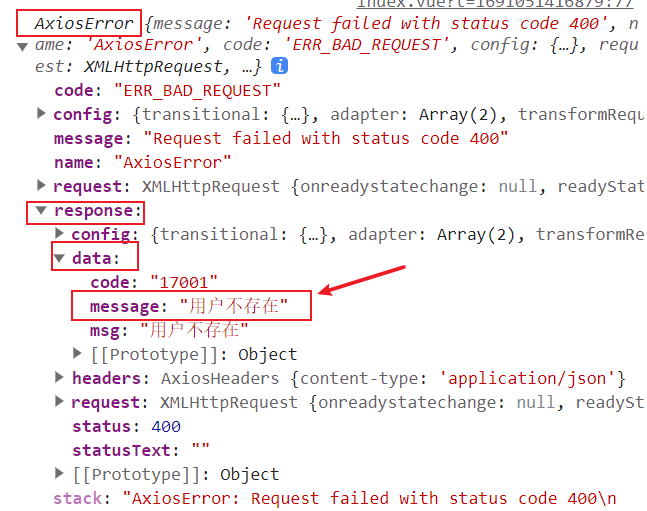 index.vue?t=1691051416879:77
AxiosError {message: 'Request failed with status code 400', n
ame: 'AxiosError', code: 'ERR_BAD_REQUEST', config: {…}, requ
est: XMLHttpRequest, …} i
code: "ERR_BAD_REQUEST"
config: {transitional: {…}, adapter: Array(2), transformReque
message: "Request failed with status code 400"
name: "AxiosError"
request: XMLHttpRequest {onreadystatechange: null, readyStat
response:
config: {transitional: {…}, adapter: Array(2), transformRe
data:
code: "17001"
message: "用户不存在"
msg: "用户不存在"
[[Prototype]]: Object
headers: AxiosHeaders {content-type: 'application/json'}
request: XMLHttpRequest {onreadystatechange: null, readySt
status: 400
statusText: ""
[[Prototype]]: Object
stack: "AxiosError: Request failed with status code 400\n